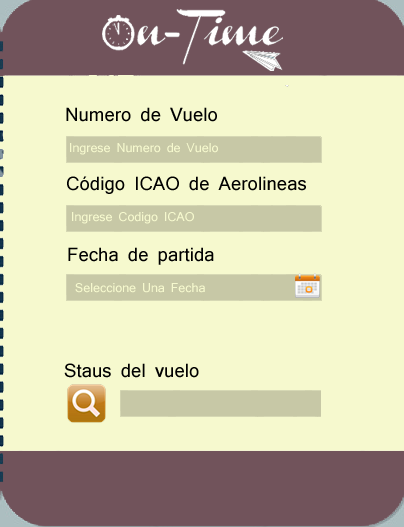 On-Time
Numero de Vuelo
Ingrese Numero de Vuelo
Código ICAO de Aerolineas
Ingrese Codigo ICAO
Fecha de partida
Seleccione Una Fecha
Staus del vuelo